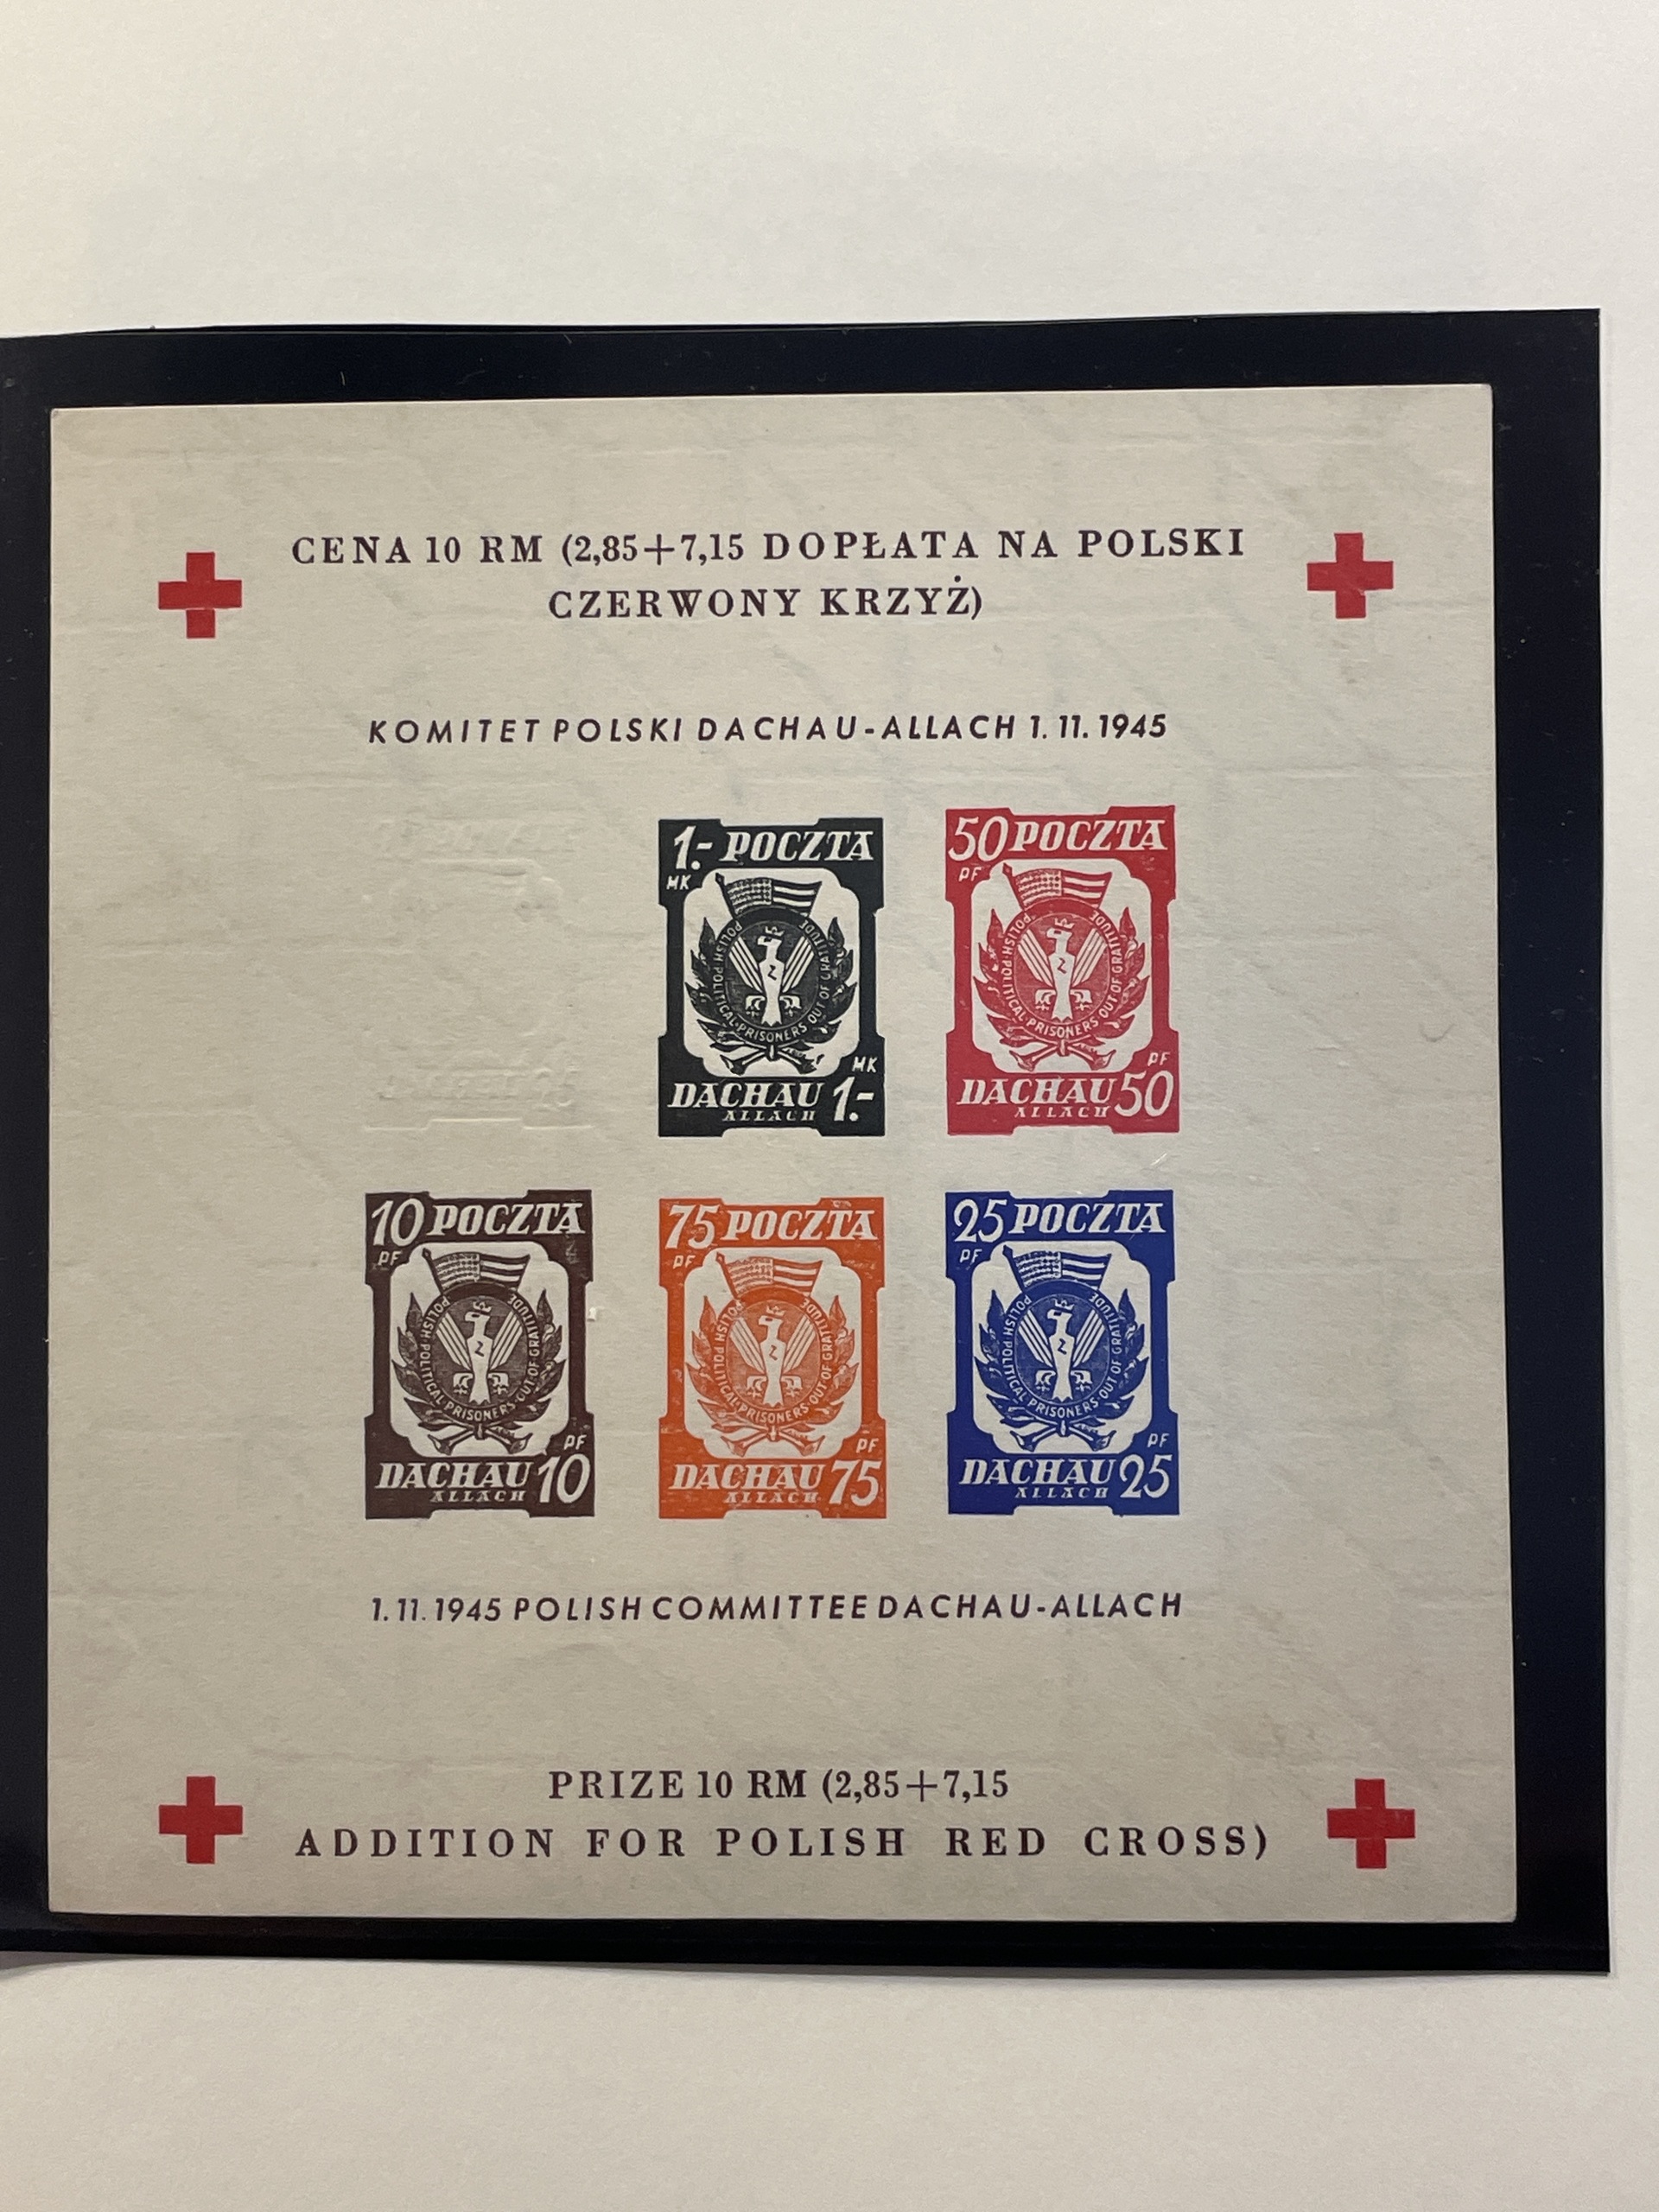 CENA 10 RM (2,85+7,15 DOPŁATA NA POLSKI
CZERWONY KRZYŻ)
KOMITET POLSKI DACHAU-ALLACH 1.11.1945
1.- POCZTA
MK
POLISH·POLITICAL·PRISONERS OUT OF GRATITUDE
Z
MK
DACHAU 1.-
ALLACH
50 POCZTA
PF
POLISH·POLITICAL·PRISONERS OUT OF GRATITUDE
Z
PF
DACHAU 50
ALLACH
10 POCZTA
PF
POLISH·POLITICAL·PRISONERS OUT OF GRATITUDE
Z
PF
DACHAU 10
ALLACH
75 POCZTA
PF
POLISH POLITICAL·PRISONERS OUT OF GRATITUDE
Z
PF
DACHAU 75
ALLACH
25 POCZTA
PF
POLISH POLITICAL·PRISONERS OUT OF GRATITUDE
Z
PF
DACHAU 25
ALLACH
1.11.1945 POLISH COMMITTEE DACHAU-ALLACH
PRIZE 10 RM (2,85+7,15
ADDITION FOR POLISH RED CROSS)